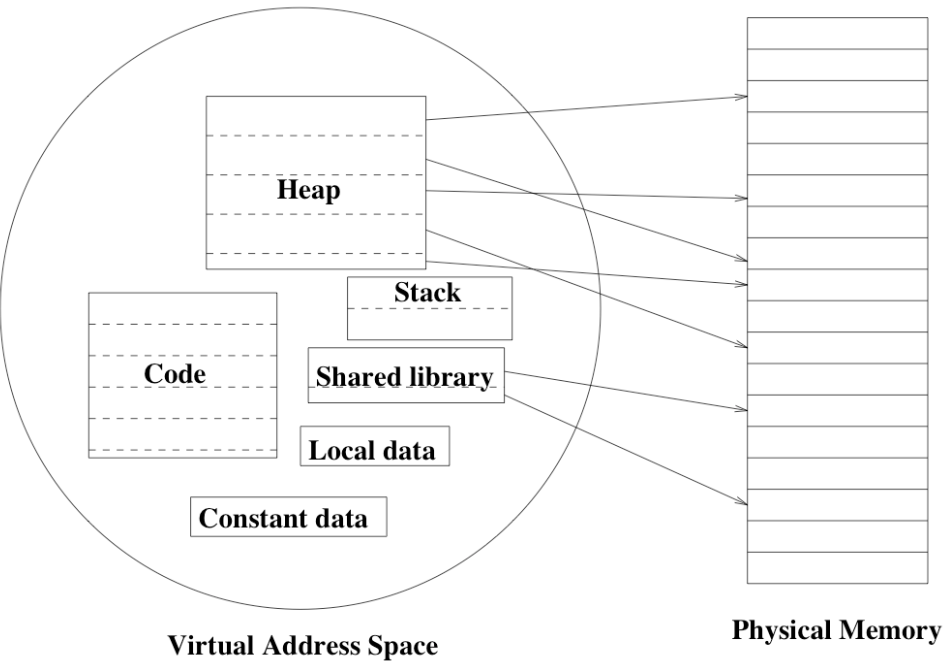 Heap
Stack
Code
Shared library
Local data
Constant data
Virtual Address Space
Physical Memory